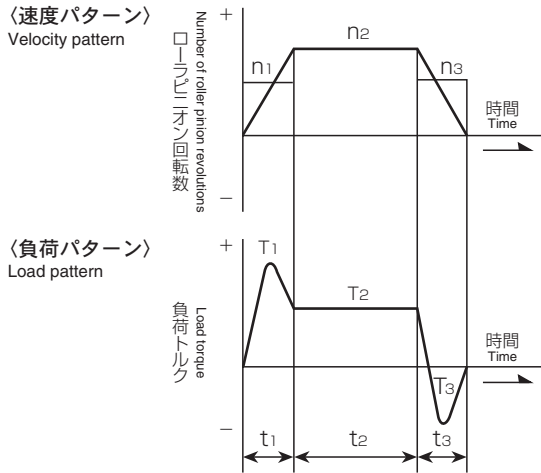 〈速度パターン〉
Velocity pattern
+
−
ローラピニオン回転数
Number of roller pinion revolutions
n1
n2
n3
時間
Time
〈負荷パターン〉
Load pattern
+
−
負荷トルク
Load torque
T1
T2
T3
時間
Time
t1
t2
t3